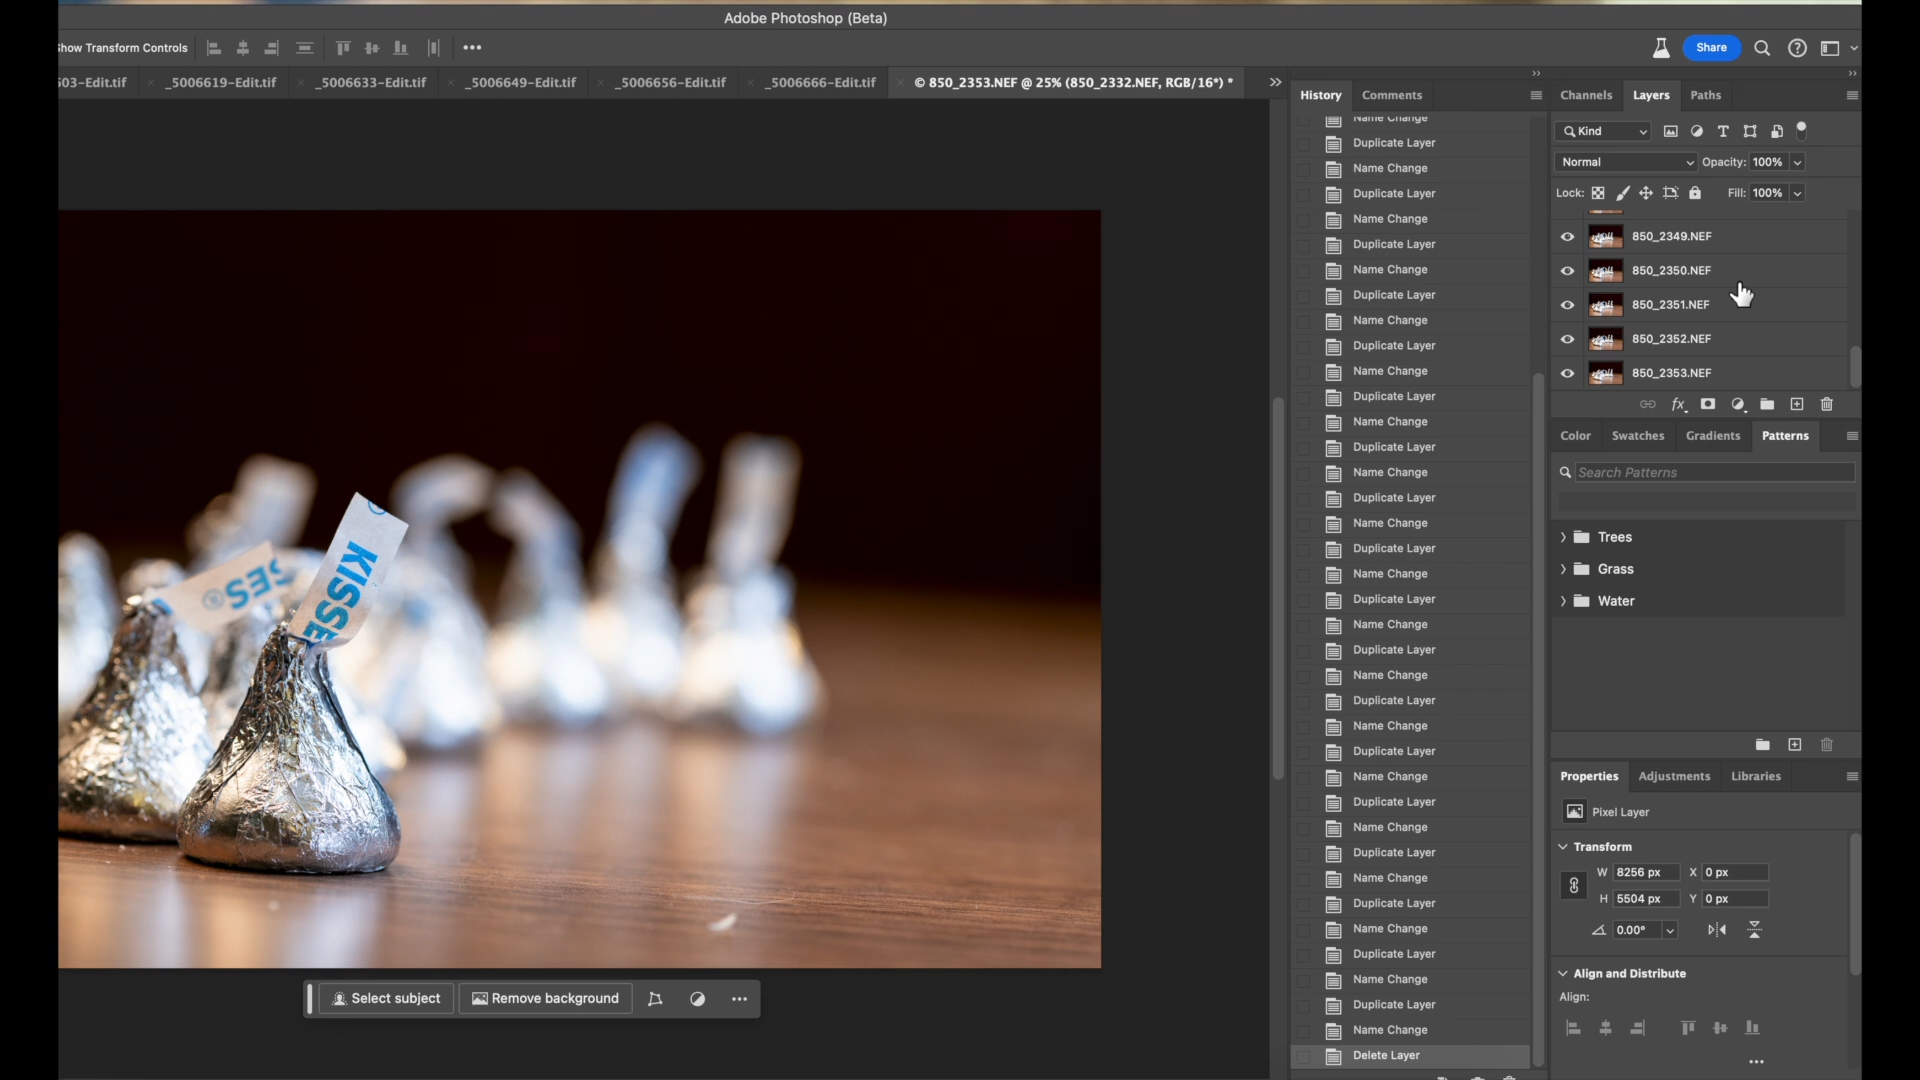 Adobe Photoshop (Beta)
Show Transform Controls
Share
503-Edit.tif
_5006619-Edit.tif
_5006633-Edit.tif
_5006649-Edit.tif
_5006656-Edit.tif
_5006666-Edit.tif
© 850_2353.NEF @ 25% (850_2332.NEF, RGB/16*) *
History
Comments
Name Change
Duplicate Layer
Name Change
Duplicate Layer
Name Change
Duplicate Layer
Name Change
Duplicate Layer
Name Change
Duplicate Layer
Name Change
Duplicate Layer
Name Change
Duplicate Layer
Name Change
Duplicate Layer
Name Change
Duplicate Layer
Name Change
Duplicate Layer
Name Change
Duplicate Layer
Name Change
Duplicate Layer
Name Change
Duplicate Layer
Name Change
Duplicate Layer
Name Change
Duplicate Layer
Name Change
Duplicate Layer
Name Change
Duplicate Layer
Name Change
Duplicate Layer
Name Change
Delete Layer
Channels
Layers
Paths
Kind
Normal
Opacity: 100%
Lock:
Fill: 100%
850_2349.NEF
850_2350.NEF
850_2351.NEF
850_2352.NEF
850_2353.NEF
fx
Color
Swatches
Gradients
Patterns
Search Patterns
Trees
Grass
Water
Properties
Adjustments
Libraries
Pixel Layer
Transform
W 8256 px X 0 px
H 5504 px Y 0 px
0.00°
Align and Distribute
Align:
SES®
KISSE
Select subject
Remove background